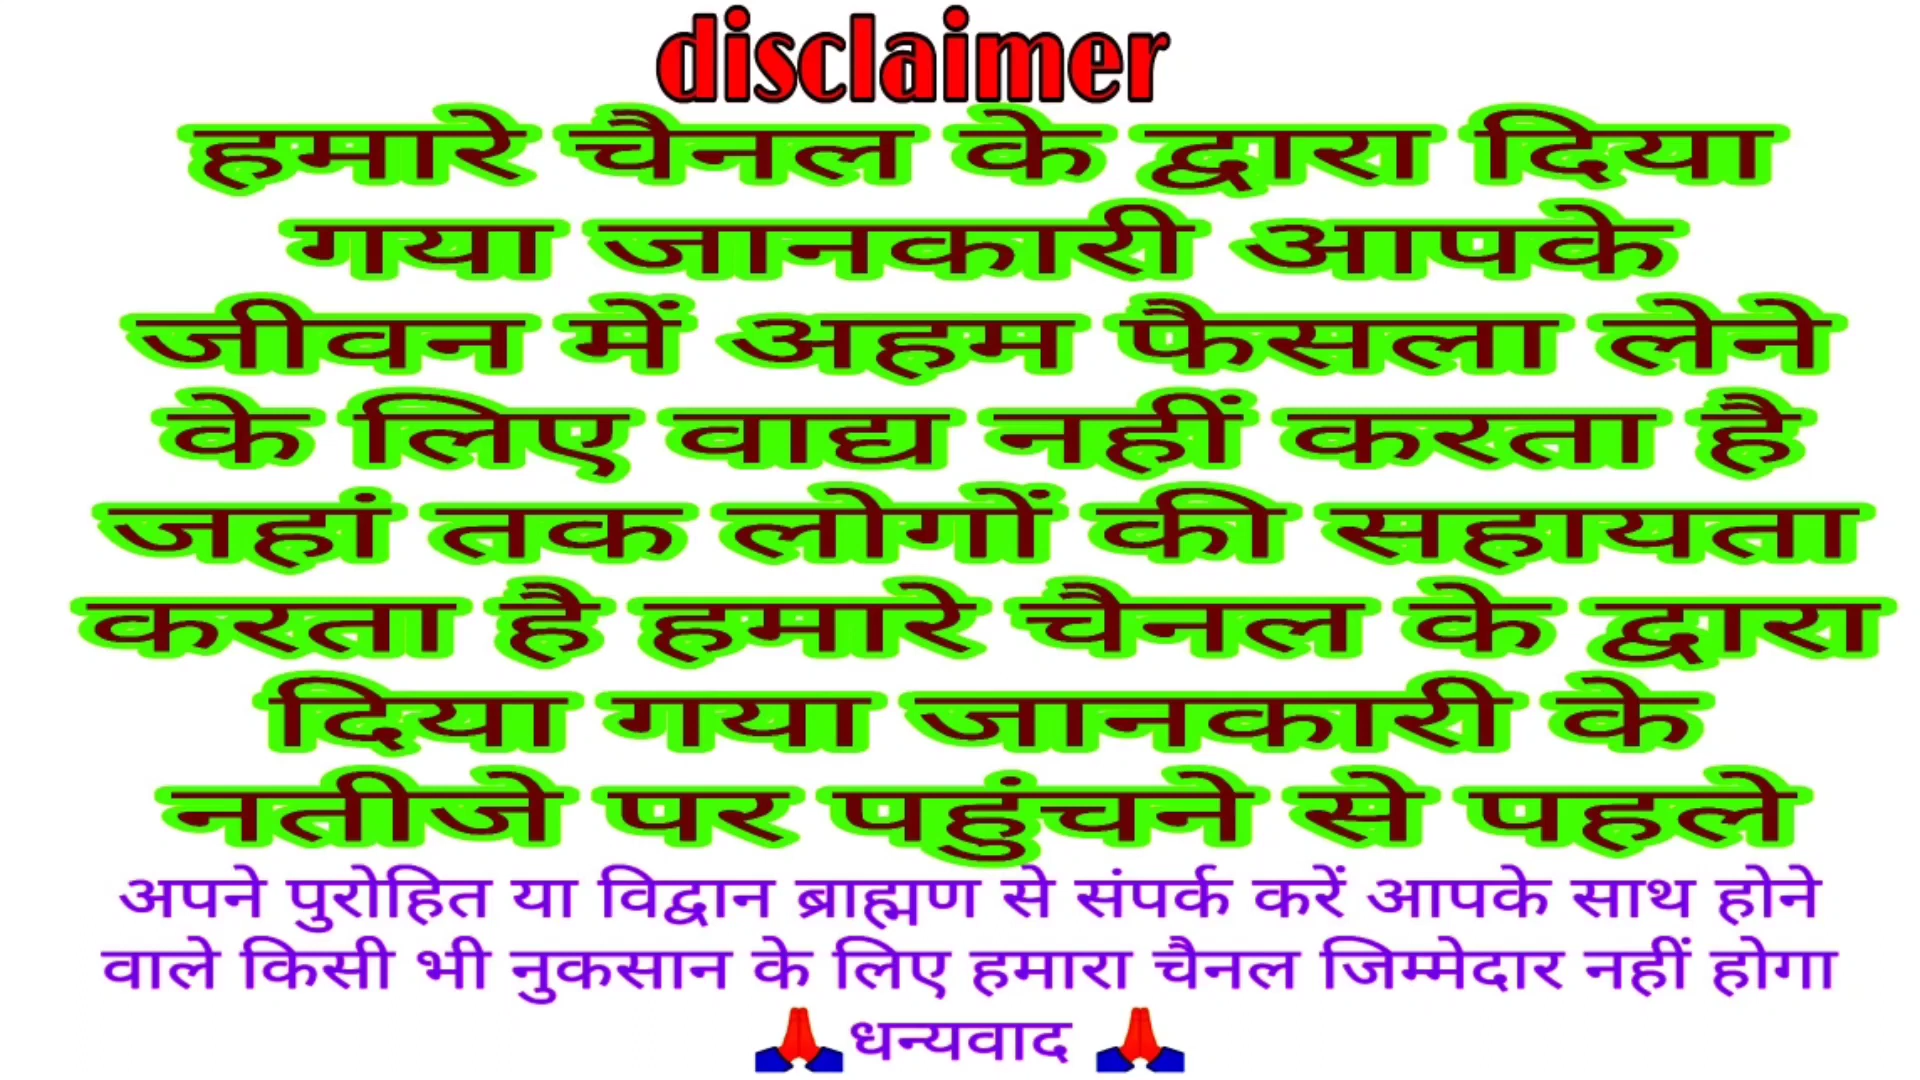 disclaimer
हमारे चैनल के द्वारा दिया
गया जानकारी आपके
जीवन में अहम फैसला लेने
के लिए वाद्य नहीं करता है
जहां तक लोगों की सहायता
करता है हमारे चैनल के द्वारा
दिया गया जानकारी के
नतीजे पर पहुंचने से पहले
अपने पुरोहित या विद्वान ब्राह्मण से संपर्क करें आपके साथ होने
वाले किसी भी नुकसान के लिए हमारा चैनल जिम्मेदार नहीं होगा
🙏धन्यवाद 🙏